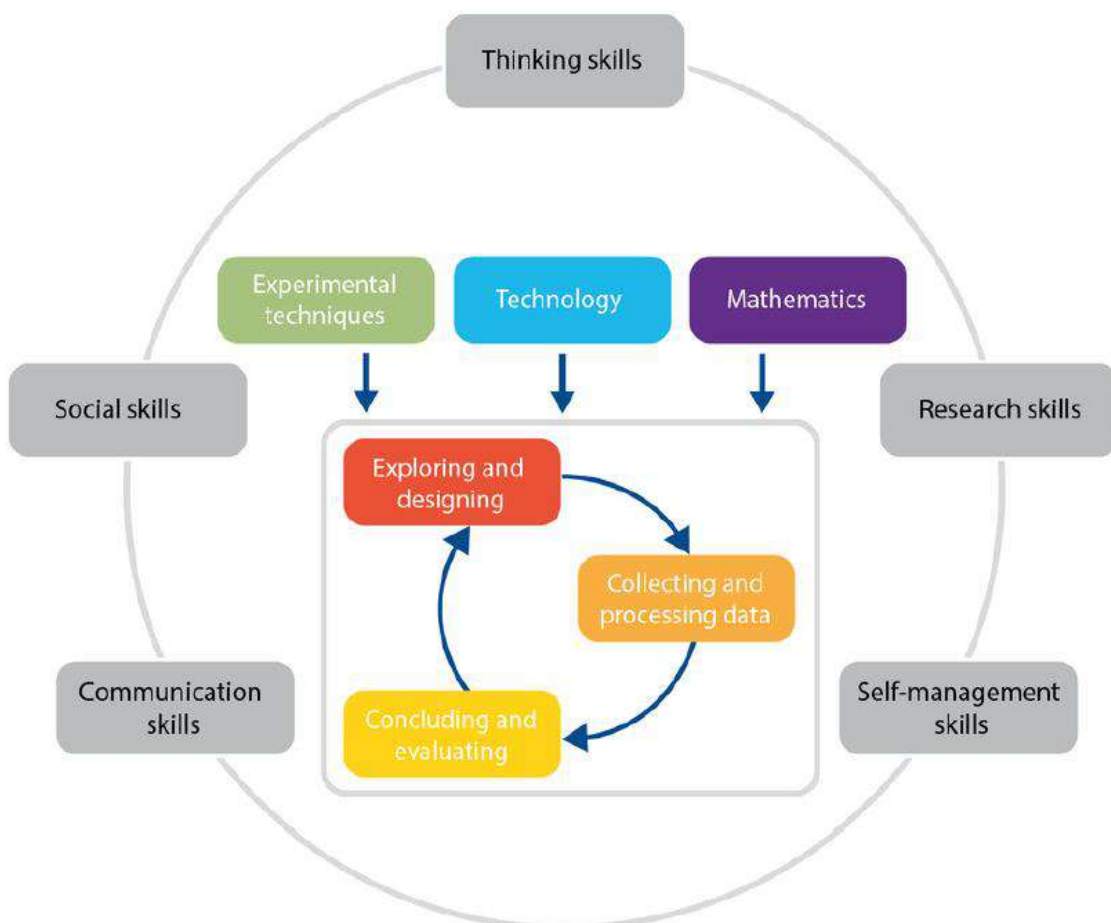 Thinking skills
Experimental
techniques
Technology
Mathematics
Social skills
Research skills
Exploring and
designing
Collecting and
processing data
Communication
skills
Self-management
skills
Concluding and
evaluating